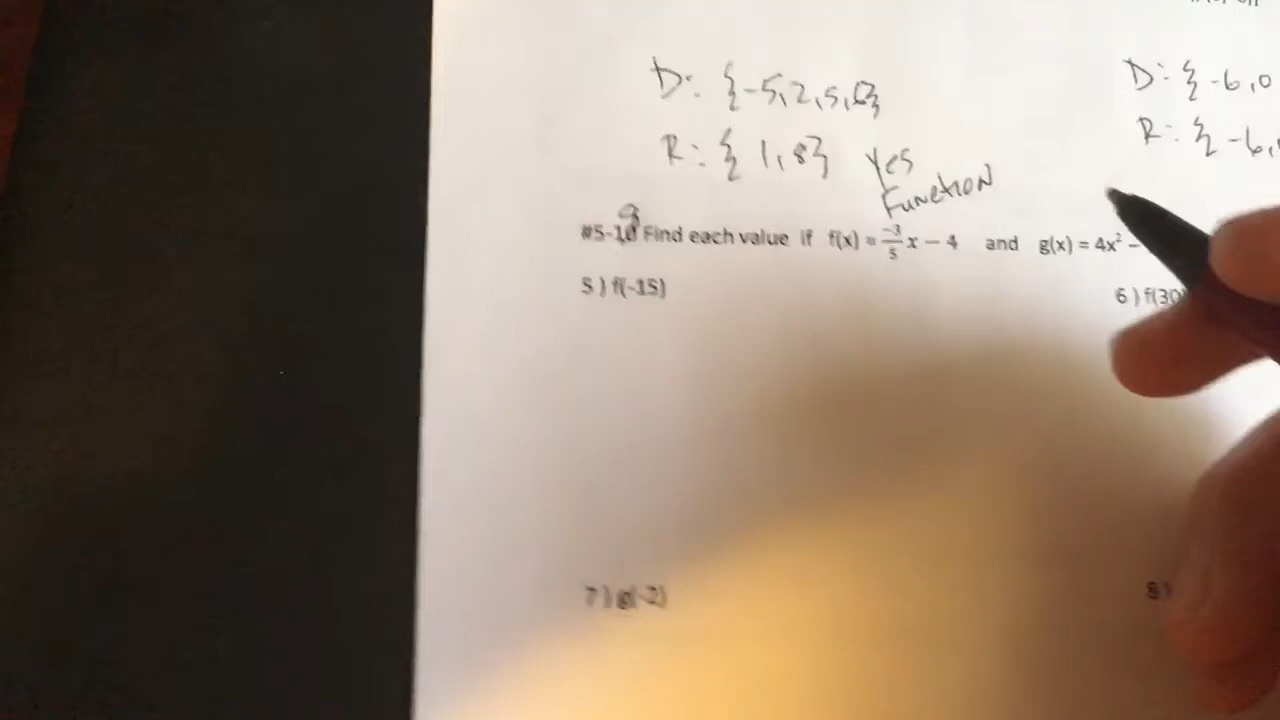 D: {-5,2,5,6} D: {-6,0
R: {1,8} Yes R: {-6,
Function
8
#5-10 Find each value if f(x) = -3/5 x - 4 and g(x) = 4x² -
5 ) f(-15) 6 ) f(30
7 ) g(-2) 8 )